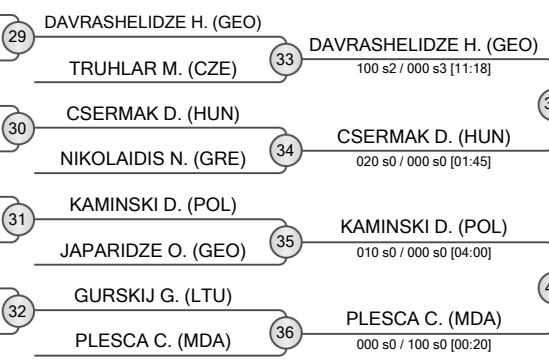 DAVRASHELIDZE H. (GEO)
29
DAVRASHELIDZE H. (GEO)
33
100 s2 / 000 s3 [11:18]
TRUHLAR M. (CZE)
CSERMAK D. (HUN)
30
CSERMAK D. (HUN)
34
020 s0 / 000 s0 [01:45]
NIKOLAIDIS N. (GRE)
KAMINSKI D. (POL)
31
KAMINSKI D. (POL)
35
010 s0 / 000 s0 [04:00]
JAPARIDZE O. (GEO)
GURSKIJ G. (LTU)
32
PLESCA C. (MDA)
36
000 s0 / 100 s0 [00:20]
PLESCA C. (MDA)